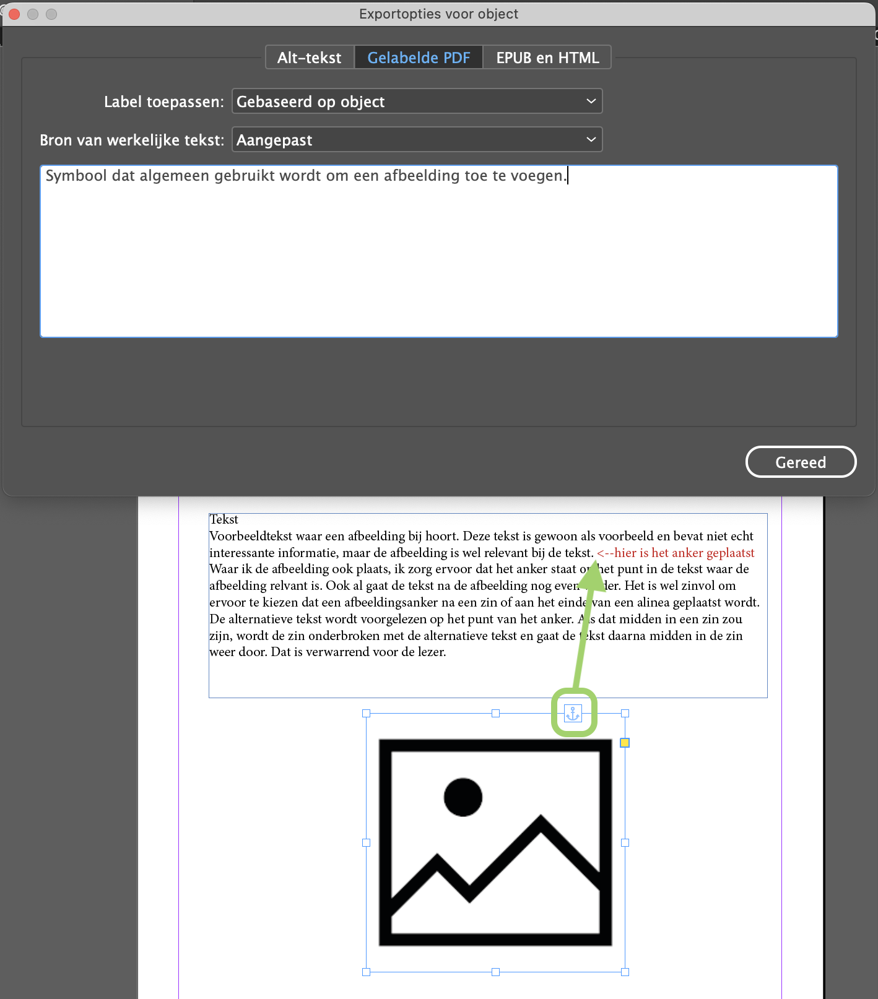 Exportopties voor object
Alt-tekst Gelabelde PDF EPUB en HTML
Label toepassen: Gebaseerd op object
Bron van werkelijke tekst: Aangepast
Symbool dat algemeen gebruikt wordt om een afbeelding toe te voegen.
Gereed
Tekst
Voorbeeldtekst waar een afbeelding bij hoort. Deze tekst is gewoon als voorbeeld en bevat niet echt
interessante informatie, maar de afbeelding is wel relevant bij de tekst. <--hier is het anker geplaatst
Waar ik de afbeelding ook plaats, ik zorg ervoor dat het anker staat op het punt in de tekst waar de
afbeelding relvant is. Ook al gaat de tekst na de afbeelding nog even verder. Het is wel zinvol om
ervoor te kiezen dat een afbeeldingsanker na een zin of aan het einde van een alinea geplaatst wordt.
De alternatieve tekst wordt voorgelezen op het punt van het anker. Als dat midden in een zin zou
zijn, wordt de zin onderbroken met de alternatieve tekst en gaat de tekst daarna midden in de zin
weer door. Dat is verwarrend voor de lezer.